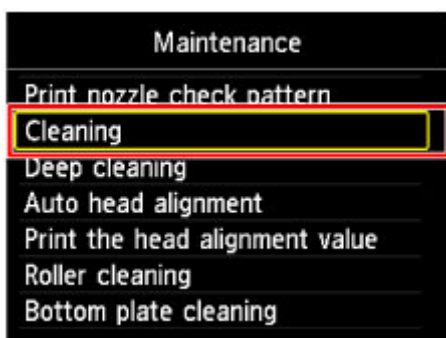 Maintenance
Print nozzle check pattern
Cleaning
Deep cleaning
Auto head alignment
Print the head alignment value
Roller cleaning
Bottom plate cleaning